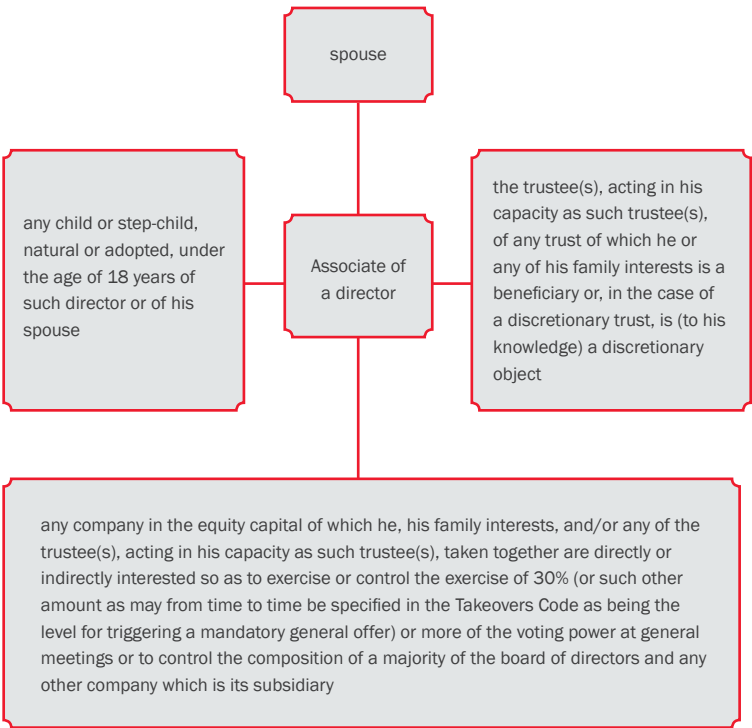 spouse
any child or step-child,
natural or adopted, under
the age of 18 years of
such director or of his
spouse
Associate of
a director
the trustee(s), acting in his
capacity as such trustee(s),
of any trust of which he or
any of his family interests is a
beneficiary or, in the case of
a discretionary trust, is (to his
knowledge) a discretionary
object
any company in the equity capital of which he, his family interests, and/or any of the
trustee(s), acting in his capacity as such trustee(s), taken together are directly or
indirectly interested so as to exercise or control the exercise of 30% (or such other
amount as may from time to time be specified in the Takeovers Code as being the
level for triggering a mandatory general offer) or more of the voting power at general
meetings or to control the composition of a majority of the board of directors and any
other company which is its subsidiary